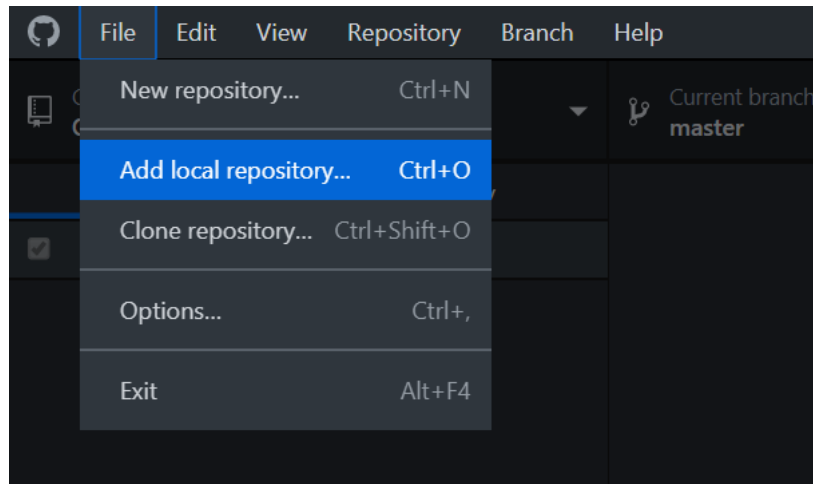 File Edit View Repository Branch Help
New repository... Ctrl+N
Current branch
master
Add local repository... Ctrl+O
Clone repository... Ctrl+Shift+O
Options... Ctrl+,
Exit Alt+F4